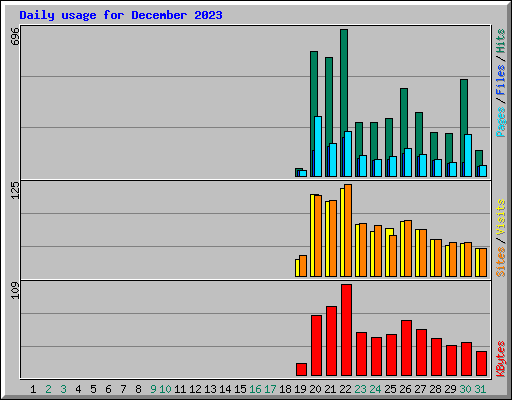 Daily usage for December 2023
696
Pages / Files / Hits
125
Sites / Visits
109
KBytes
1 2 3 4 5 6 7 8 9 10 11 12 13 14 15 16 17 18 19 20 21 22 23 24 25 26 27 28 29 30 31